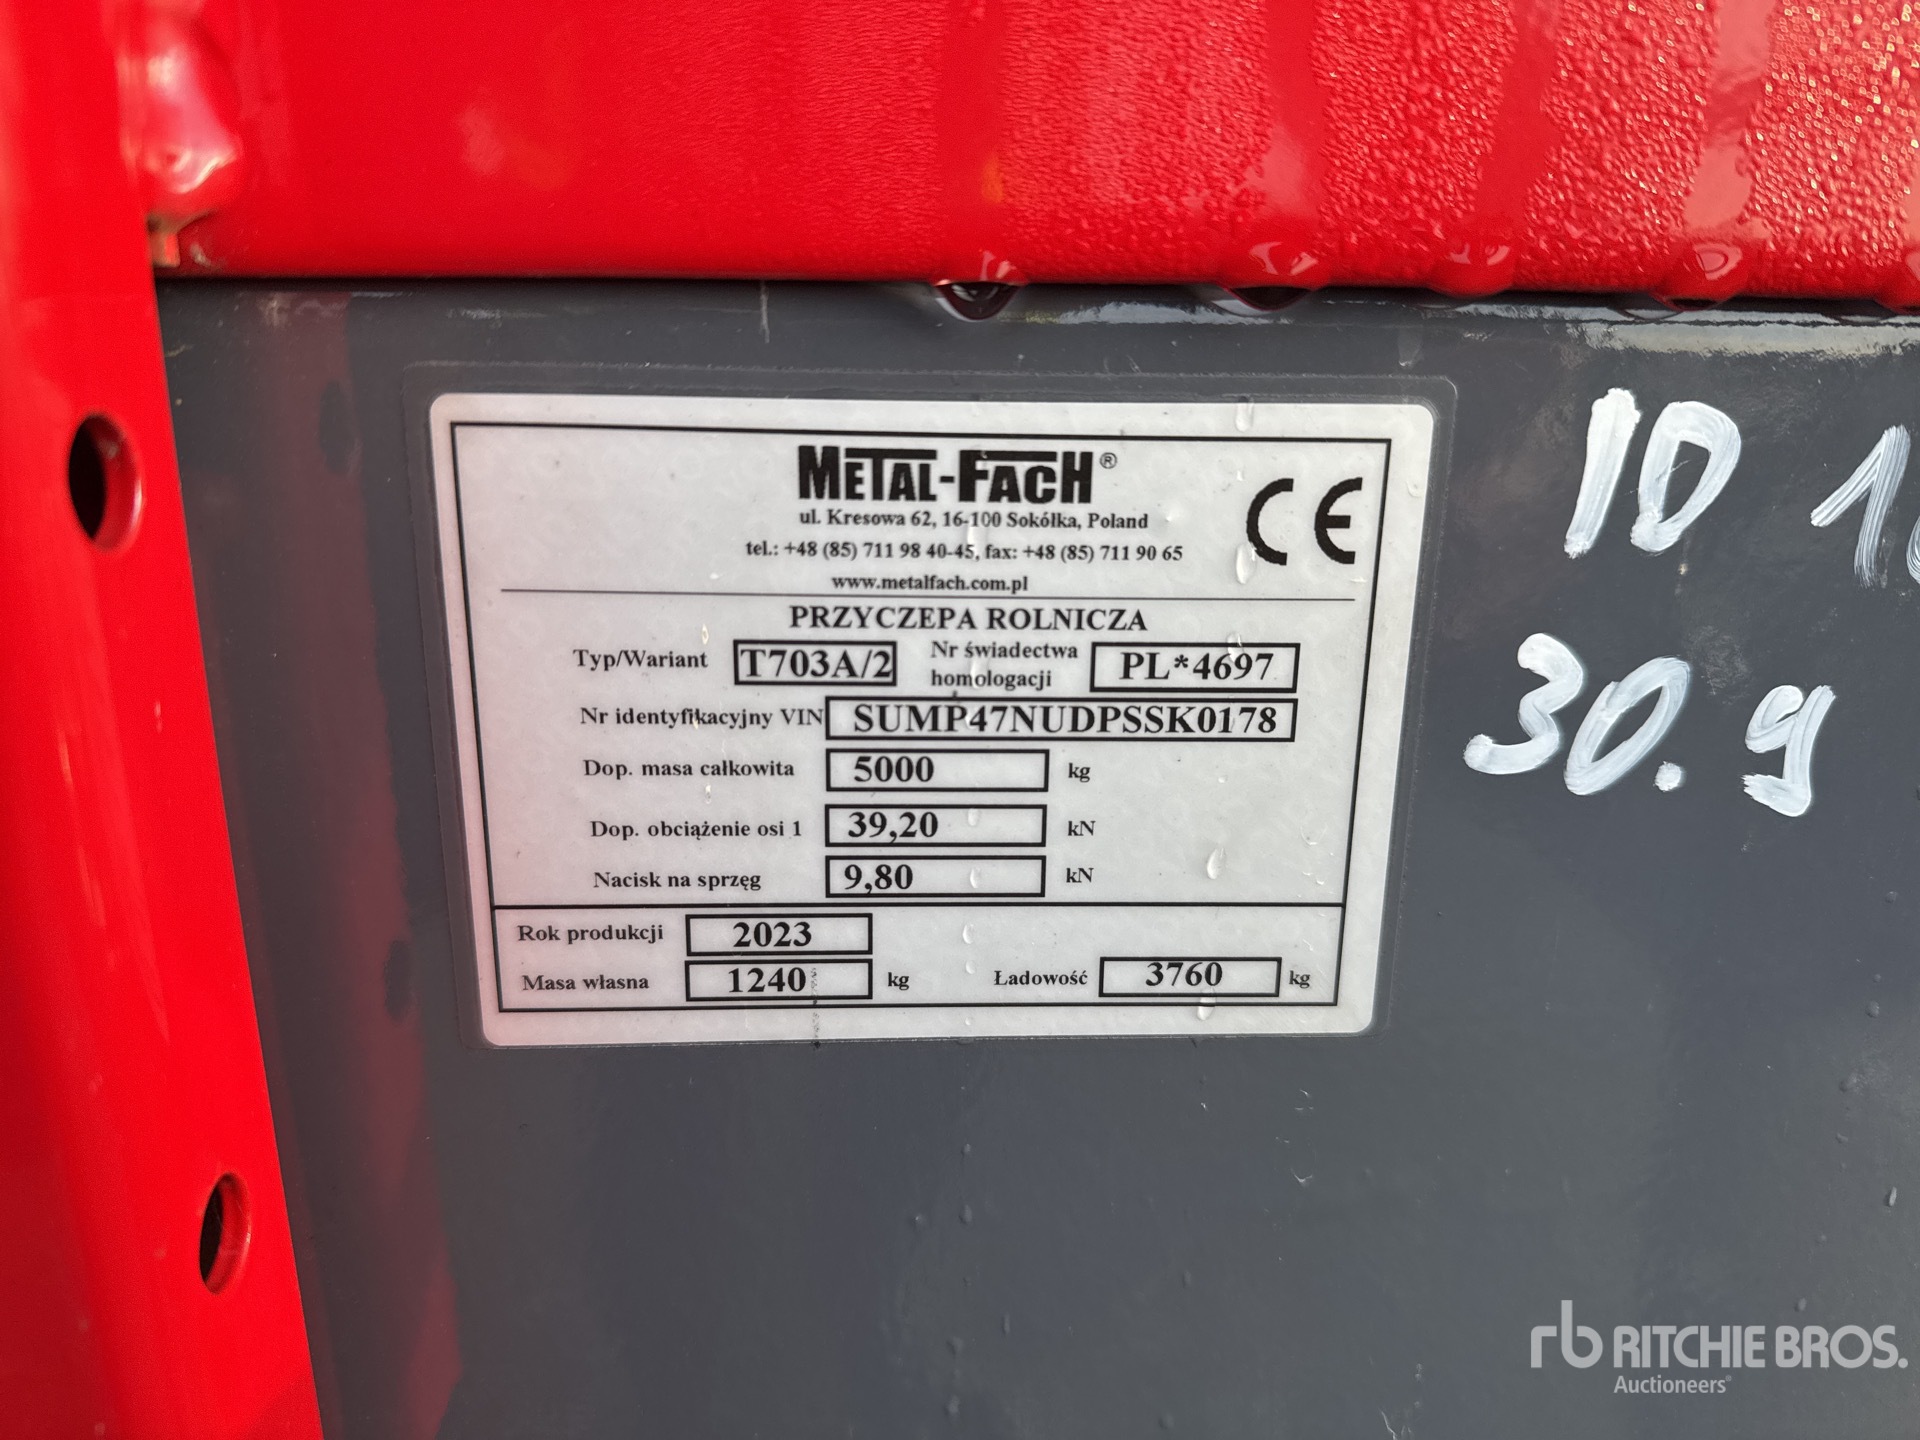 METAL-FACH®
ul. Kresowa 62, 16-100 Sokółka, Poland
tel.: +48 (85) 711 98 40-45, fax: +48 (85) 711 90 65
www.metalfach.com.pl
CE
PRZYCZEPA ROLNICZA
Typ/Wariant T703A/2 Nr świadectwa homologacji PL*4697
Nr identyfikacyjny VIN SUMP47NUDPSSK0178
Dop. masa całkowita 5000 kg
Dop. obciążenie osi 1 39,20 kN
Nacisk na sprzęg 9,80 kN
Rok produkcji 2023
Masa własna 1240 kg Ładowość 3760 kg
10
30.9
rb RITCHIE BROS.
Auctioneers